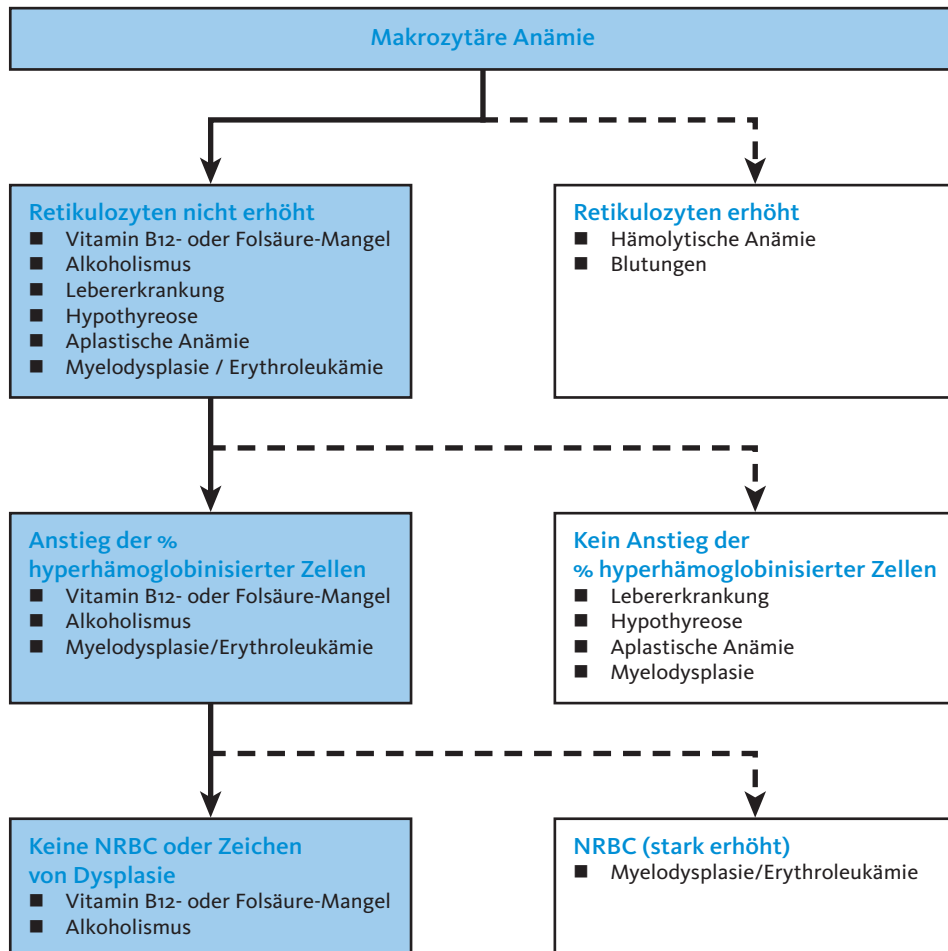 Makrozytäre Anämie
Retikulozyten nicht erhöht
■ Vitamin B12- oder Folsäure-Mangel
■ Alkoholismus
■ Lebererkrankung
■ Hypothyreose
■ Aplastische Anämie
■ Myelodysplasie / Erythroleukämie
Retikulozyten erhöht
■ Hämolytische Anämie
■ Blutungen
Anstieg der %
hyperhämoglobinisierter Zellen
■ Vitamin B12- oder Folsäure-Mangel
■ Alkoholismus
■ Myelodysplasie/Erythroleukämie
Kein Anstieg der
% hyperhämoglobinisierter Zellen
■ Lebererkrankung
■ Hypothyreose
■ Aplastische Anämie
■ Myelodysplasie
Keine NRBC oder Zeichen
von Dysplasie
■ Vitamin B12- oder Folsäure-Mangel
■ Alkoholismus
NRBC (stark erhöht)
■ Myelodysplasie/Erythroleukämie